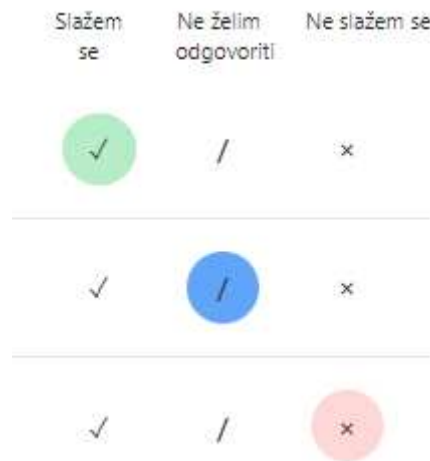 Slažem se
Ne želim odgovoriti
Ne slažem se
✓ / ×
✓ / ×
✓ / ×